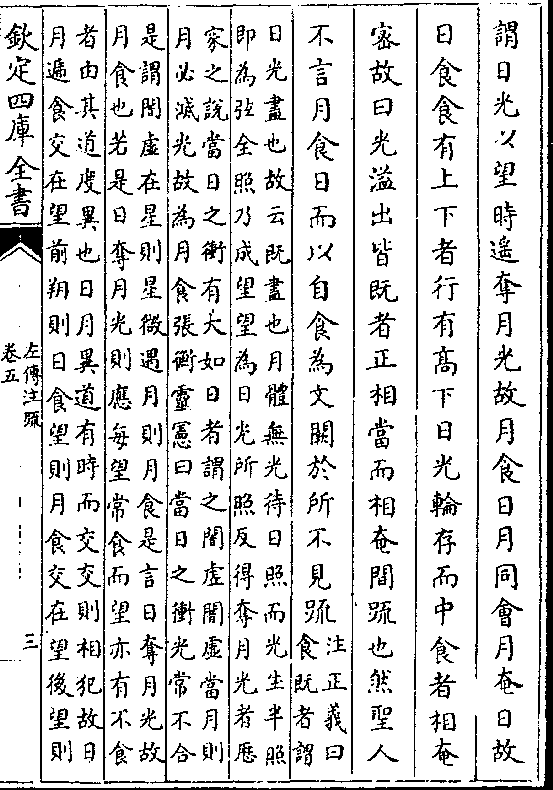 謂日光以望時遥奪月光故月食日月同會月奄日故
日食食有上下者行有髙下日光輪存而中食者相奄
宻故日光溢出皆既者正相當而相奄間踈也然聖人
不言月食日而以自食為文闕於所不見䟽
注正義曰
食既者謂
日光盡也故云既盡也月體無光待日照而光生半照
即為弦全照乃成望望為日光所照反得奪月光者厯
家之說當日之衝有大如日者謂之闇虚闇虚當月則
月必滅光故為月食張衡靈憲曰當日之衝光常不合
是謂闇虚在星則星微遇月則月食是言日奪月光故
月食也若是日奪月光則應每望常食而望亦有不食
者由其道度異也日月異道有時而交交則相犯故日
月遞食交在望前朔則日食望則月食交在望後望則
欽定四庫全書
左傳注䟽
卷五
三